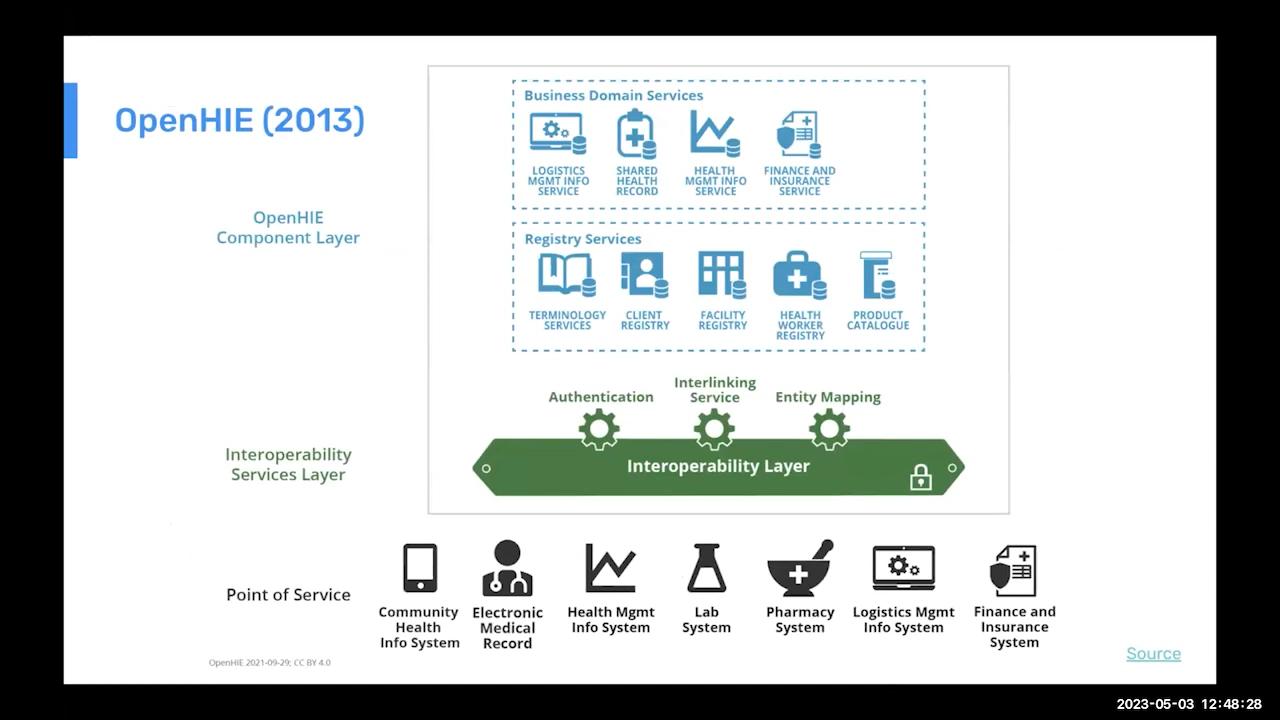 OpenHIE (2013)
Business Domain Services
LOGISTICS
MGMT INFO
SERVICE
SHARED
HEALTH
RECORD
HEALTH
MGMT INFO
SERVICE
FINANCE AND
INSURANCE
SERVICE
OpenHIE
Component Layer
Registry Services
TERMINOLOGY
SERVICES
CLIENT
REGISTRY
FACILITY
REGISTRY
HEALTH
WORKER
REGISTRY
PRODUCT
CATALOGUE
Authentication
Interlinking
Service
Entity Mapping
Interoperability
Services Layer
Interoperability Layer
Point of Service
Community
Health
Info System
Electronic
Medical
Record
Health Mgmt
Info System
Lab
System
Pharmacy
System
Logistics Mgmt
Info System
Finance and
Insurance
System
OpenHIE 2021-09-29; CC BY 4.0
Source
2023-05-03 12:48:28